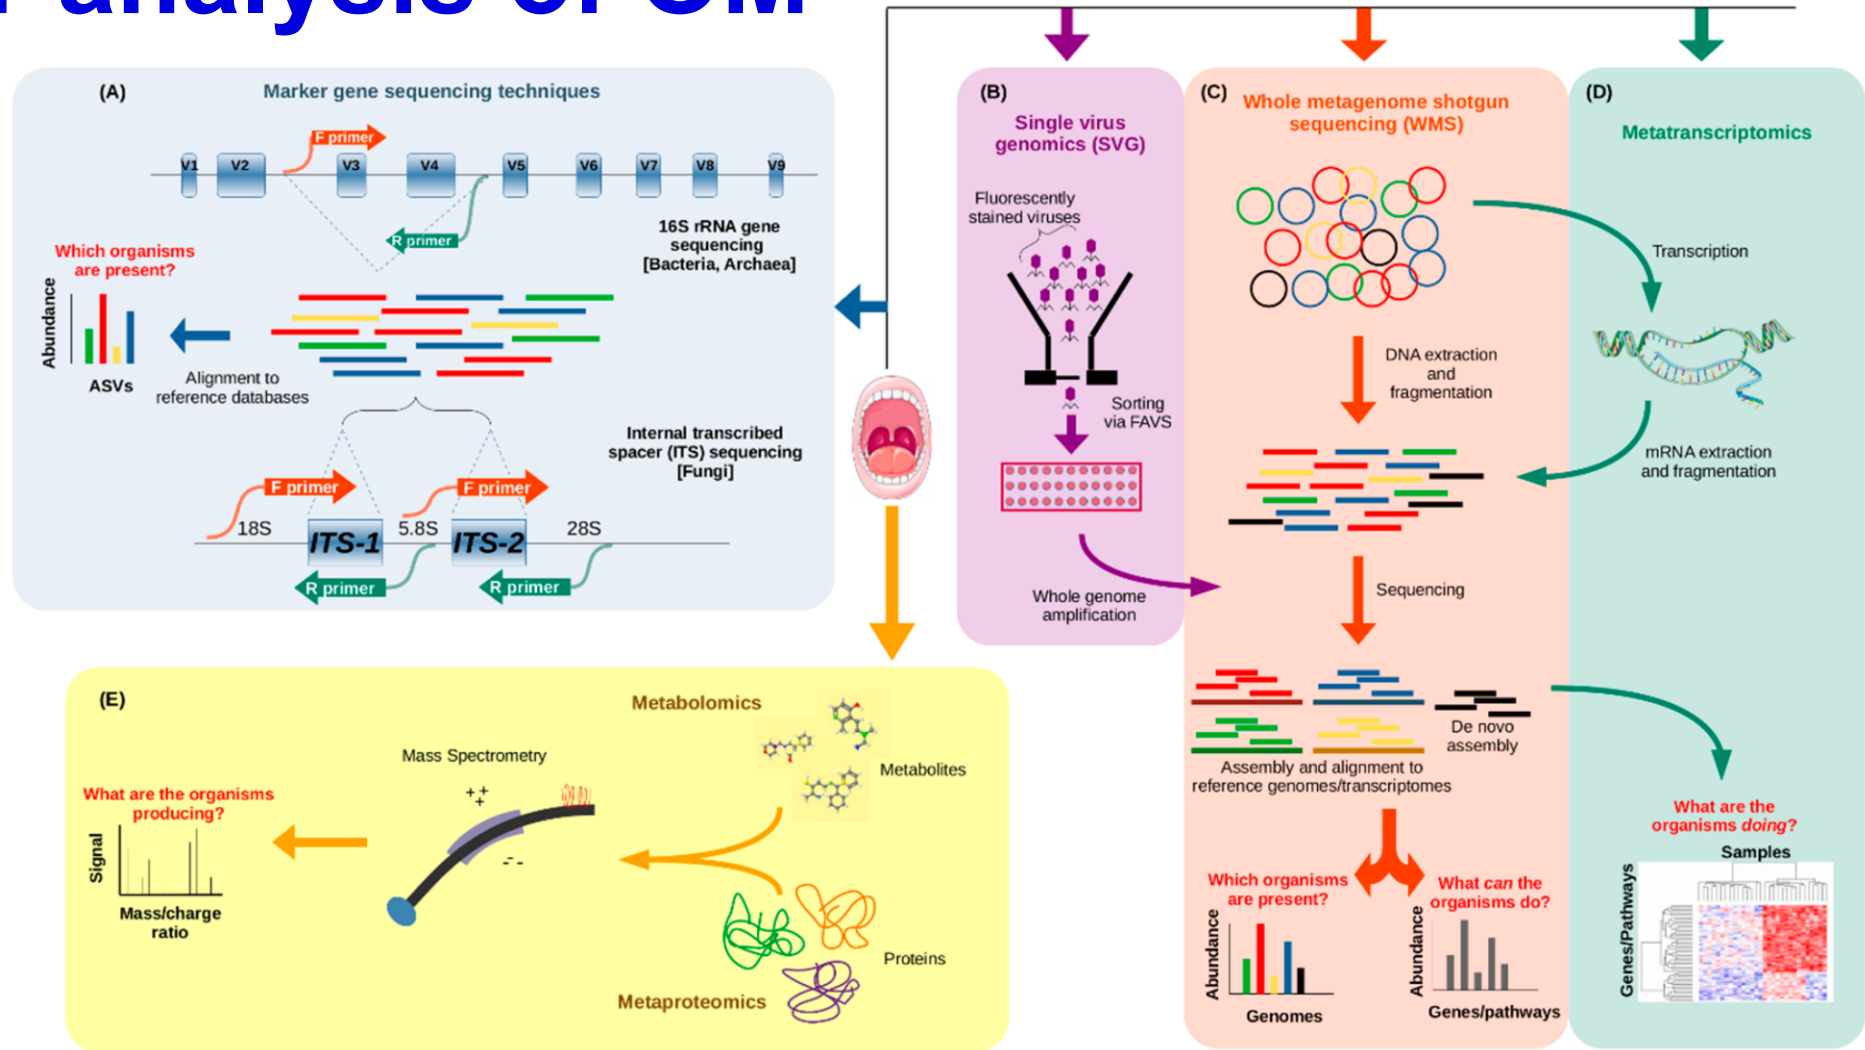 analysis of OM
(A)
Marker gene sequencing techniques
F primer
V1
V2
V3
V4
V5
V6
V7
V8
V9
R primer
16S rRNA gene
sequencing
[Bacteria, Archaea]
Which organisms
are present?
Abundance
ASVs
Alignment to
reference databases
Internal transcribed
spacer (ITS) sequencing
[Fungi]
F primer
F primer
18S
ITS-1
5.8S
ITS-2
28S
R primer
R primer
(B)
Single virus
genomics (SVG)
Fluorescently
stained viruses
Sorting
via FAVS
Whole genome
amplification
(C)
Whole metagenome shotgun
sequencing (WMS)
DNA extraction
and
fragmentation
Sequencing
De novo
assembly
Assembly and alignment to
reference genomes/transcriptomes
Which organisms
are present?
Abundance
Genomes
What can the
organisms do?
Abundance
Genes/pathways
(D)
Metatranscriptomics
Transcription
mRNA extraction
and fragmentation
What are the
organisms doing?
Samples
Genes/Pathways
(E)
Metabolomics
Metabolites
Mass Spectrometry
++
+
-- -
What are the organisms
producing?
Signal
Mass/charge
ratio
Proteins
Metaproteomics